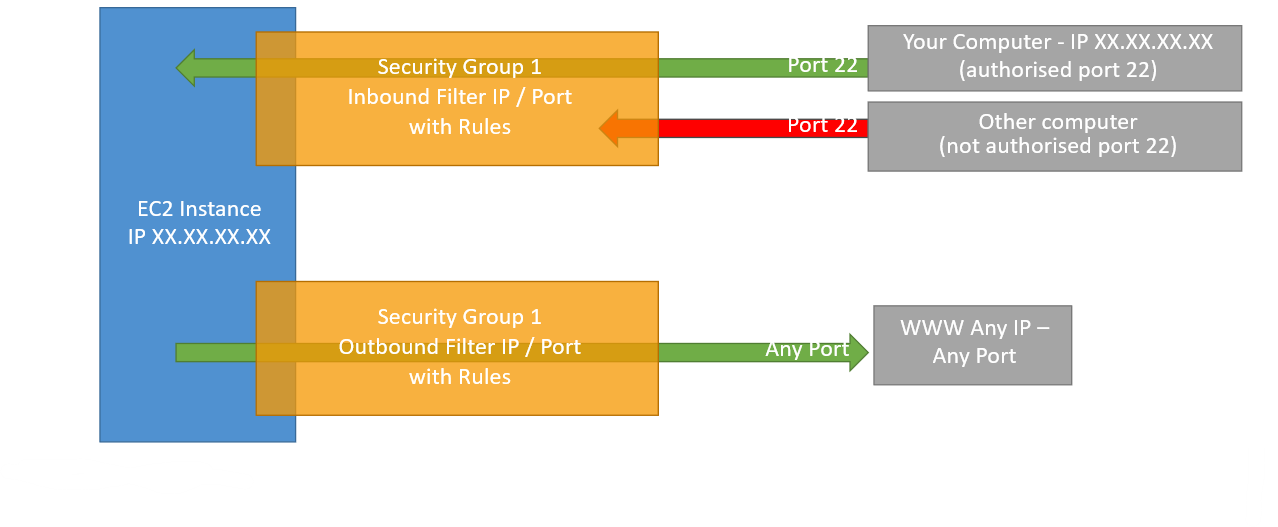 Security Group 1
Inbound Filter IP / Port
with Rules
Port 22
Your Computer - IP XX.XX.XX.XX
(authorised port 22)
Port 22
Other computer
(not authorised port 22)
EC2 Instance
IP XX.XX.XX.XX
Security Group 1
Outbound Filter IP / Port
with Rules
Any Port
WWW Any IP –
Any Port